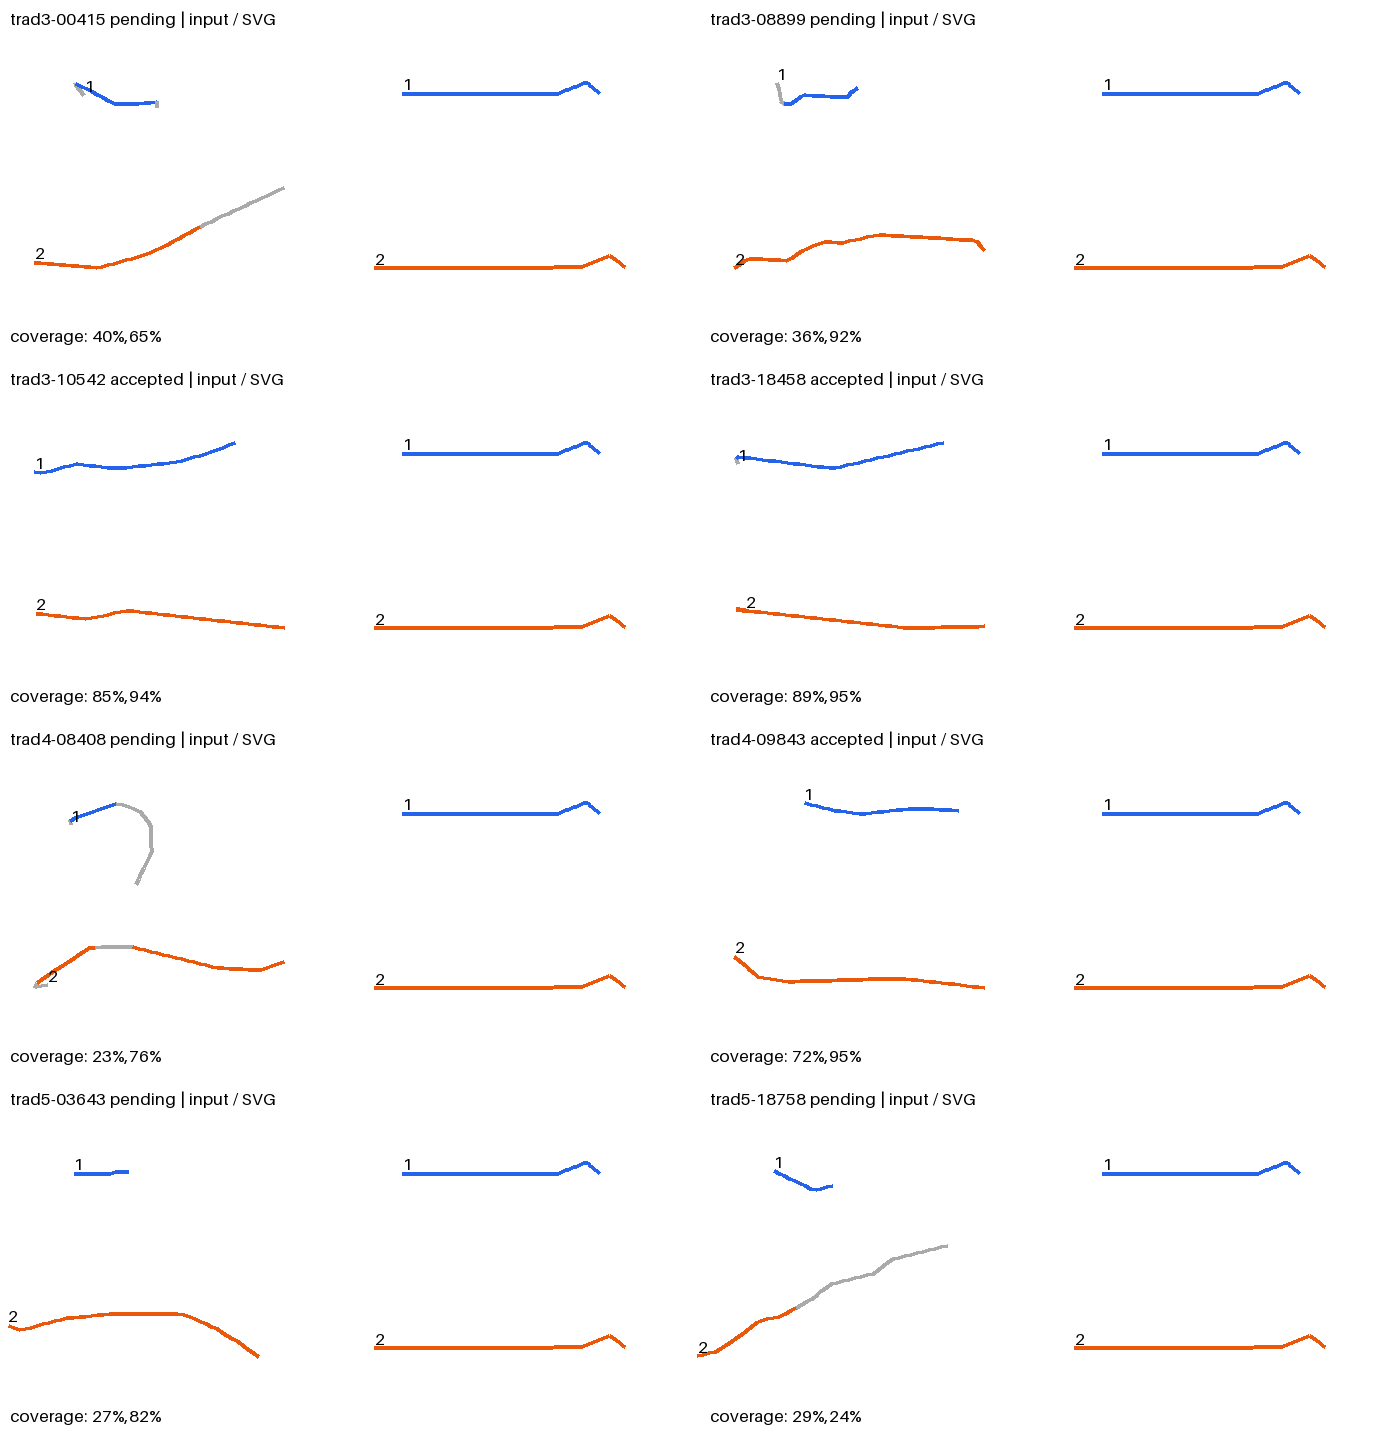 trad3-00415 pending | input / SVG
trad3-08899 pending | input / SVG
1
1
1
1
2
2
2
2
coverage: 40%,65%
coverage: 36%,92%
trad3-10542 accepted | input / SVG
trad3-18458 accepted | input / SVG
1
1
1
1
2
2
2
2
coverage: 85%,94%
coverage: 89%,95%
trad4-08408 pending | input / SVG
trad4-09843 accepted | input / SVG
1
1
1
1
2
2
2
2
coverage: 23%,76%
coverage: 72%,95%
trad5-03643 pending | input / SVG
trad5-18758 pending | input / SVG
1
1
1
1
2
2
2
2
coverage: 27%,82%
coverage: 29%,24%